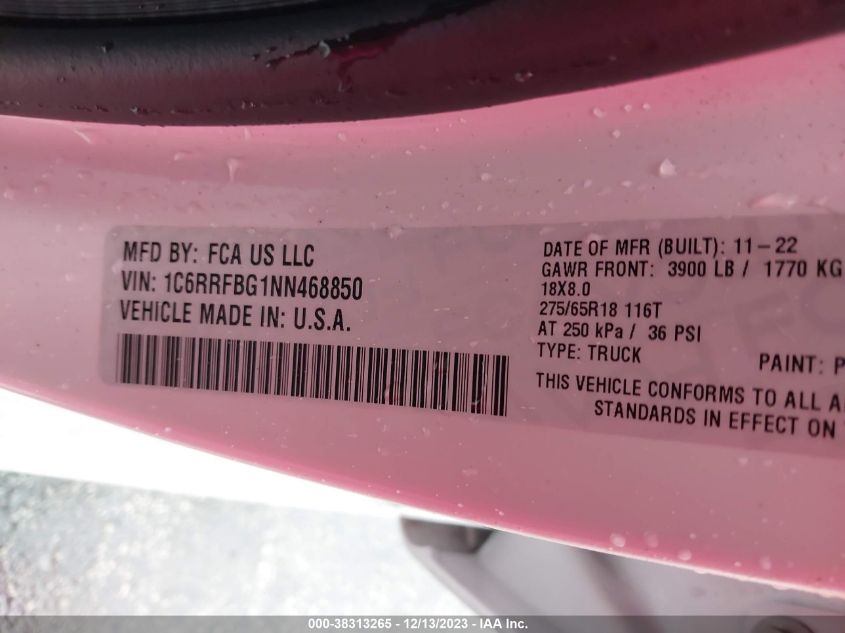 MFD BY: FCA US LLC
VIN: 1C6RRFBG1NN468850
VEHICLE MADE IN: U.S.A.
DATE OF MFR (BUILT): 11-22
GAWR FRONT: 3900 LB / 1770 KG
18X8.0
275/65R18 116T
AT 250 kPa / 36 PSI
TYPE: TRUCK
PAINT: P
THIS VEHICLE CONFORMS TO ALL
STANDARDS IN EFFECT ON
000-38313265 - 12/13/2023 - IAA Inc.